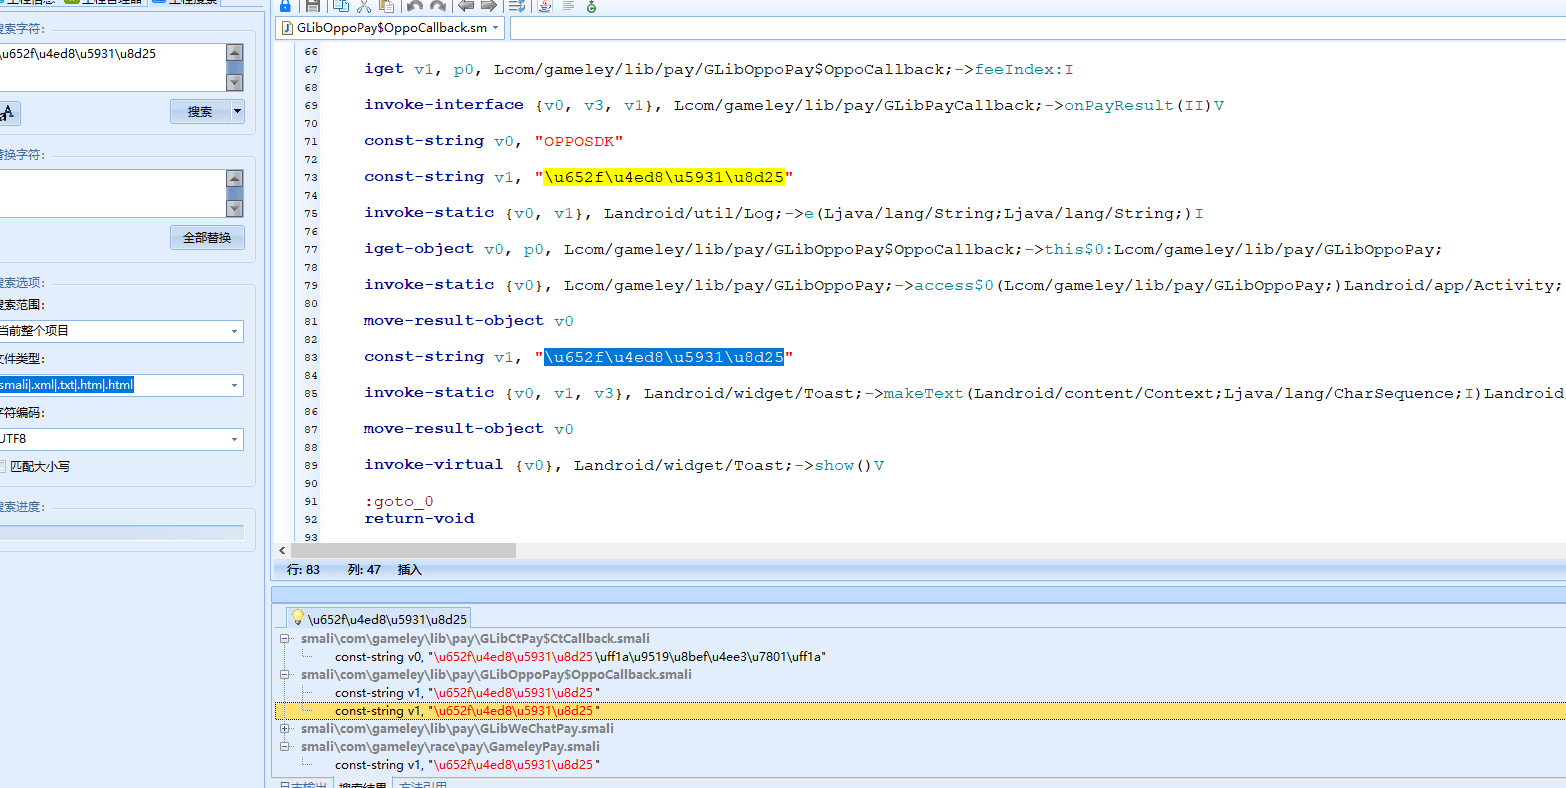 搜索字符:
\u652f\u4ed8\u5931\u8d25
搜索
替换字符:
全部替换
搜索选项:
搜索范围:
当前整个项目
文件类型:
smali|.xml|.txt|.htm|.html
字符编码:
UTF8
匹配大小写
搜索进度:
GLibOppoPay$OppoCallback.sm
66
67 iget v1, p0, Lcom/gameley/lib/pay/GLibOppoPay$OppoCallback;->feeIndex:I
68
69 invoke-interface {v0, v3, v1}, Lcom/gameley/lib/pay/GLibPayCallback;->onPayResult(II)V
70
71 const-string v0, "OPPOSDK"
72
73 const-string v1, "\u652f\u4ed8\u5931\u8d25"
74
75 invoke-static {v0, v1}, Landroid/util/Log;->e(Ljava/lang/String;Ljava/lang/String;)I
76
77 iget-object v0, p0, Lcom/gameley/lib/pay/GLibOppoPay$OppoCallback;->this$0:Lcom/gameley/lib/pay/GLibOppoPay;
78
79 invoke-static {v0}, Lcom/gameley/lib/pay/GLibOppoPay;->access$0(Lcom/gameley/lib/pay/GLibOppoPay;)Landroid/app/Activity;
80
81 move-result-object v0
82
83 const-string v1, "\u652f\u4ed8\u5931\u8d25"
84
85 invoke-static {v0, v1, v3}, Landroid/widget/Toast;->makeText(Landroid/content/Context;Ljava/lang/CharSequence;I)Landroid
86
87 move-result-object v0
88
89 invoke-virtual {v0}, Landroid/widget/Toast;->show()V
90
91 :goto_0
92 return-void
93
行: 83 列: 47 插入
\u652f\u4ed8\u5931\u8d25
smali\com\gameley\lib\pay\GLibCtPay$CtCallback.smali
const-string v0, "\u652f\u4ed8\u5931\u8d25\uff1a\u9519\u8bef\u4ee3\u7801\uff1a"
smali\com\gameley\lib\pay\GLibOppoPay$OppoCallback.smali
const-string v1, "\u652f\u4ed8\u5931\u8d25"
const-string v1, "\u652f\u4ed8\u5931\u8d25"
smali\com\gameley\lib\pay\GLibWeChatPay.smali
smali\com\gameley\race\pay\GameleyPay.smali
const-string v1, "\u652f\u4ed8\u5931\u8d25"
日志输出 搜索结果 方法引用